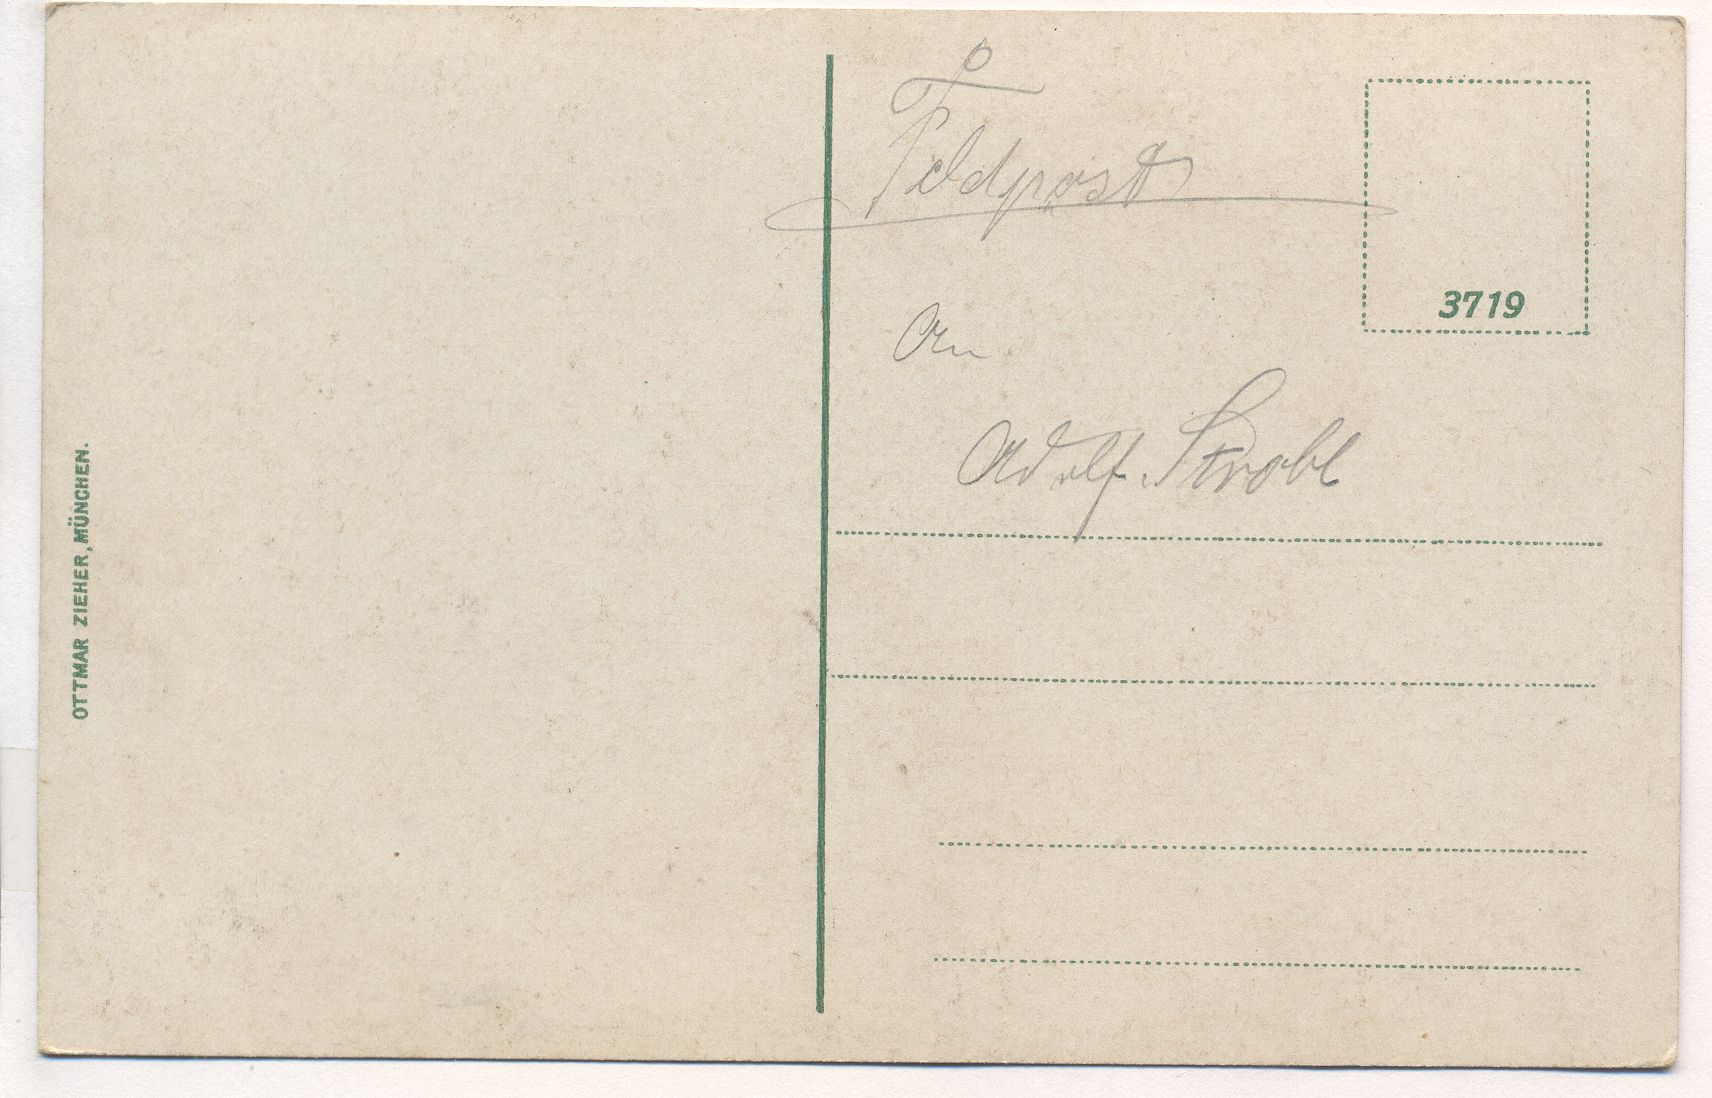 Feldpost
3719
An
Adolf Strobl
OTTMAR ZIEHER, MÜNCHEN.